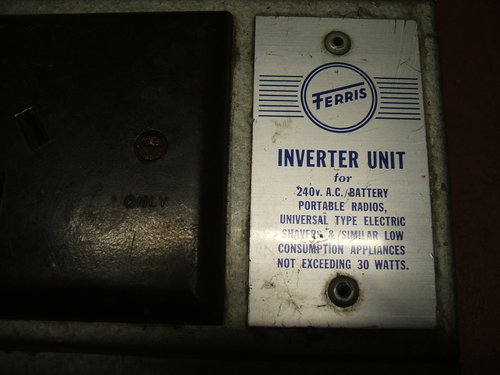 FERRIS
INVERTER UNIT
for
240v. A.C./BATTERY
PORTABLE RADIOS,
UNIVERSAL TYPE ELECTRIC
SHAVERS & SIMILAR LOW
CONSUMPTION APPLIANCES
NOT EXCEEDING 30 WATTS.
ONLY